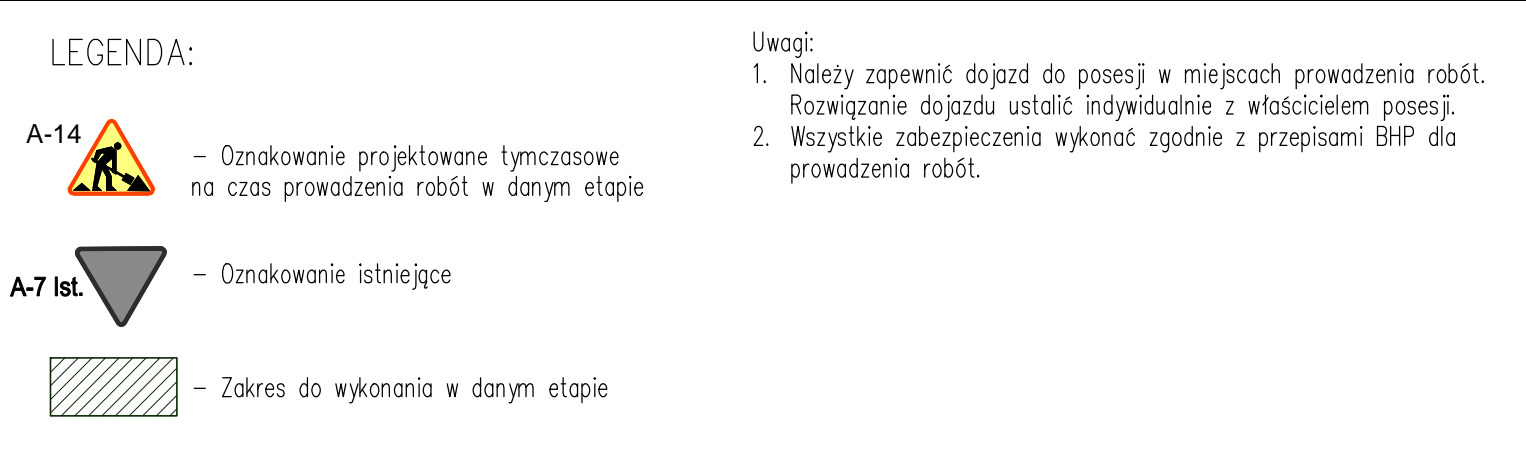 LEGENDA:
A-14
– Oznakowanie projektowane tymczasowe
na czas prowadzenia robót w danym etapie
A-7 Ist.
– Oznakowanie istniejące
– Zakres do wykonania w danym etapie
Uwagi:
1. Należy zapewnić dojazd do posesji w miejscach prowadzenia robót.
Rozwiązanie dojazdu ustalić indywidualnie z właścicielem posesji.
2. Wszystkie zabezpieczenia wykonać zgodnie z przepisami BHP dla
prowadzenia robót.